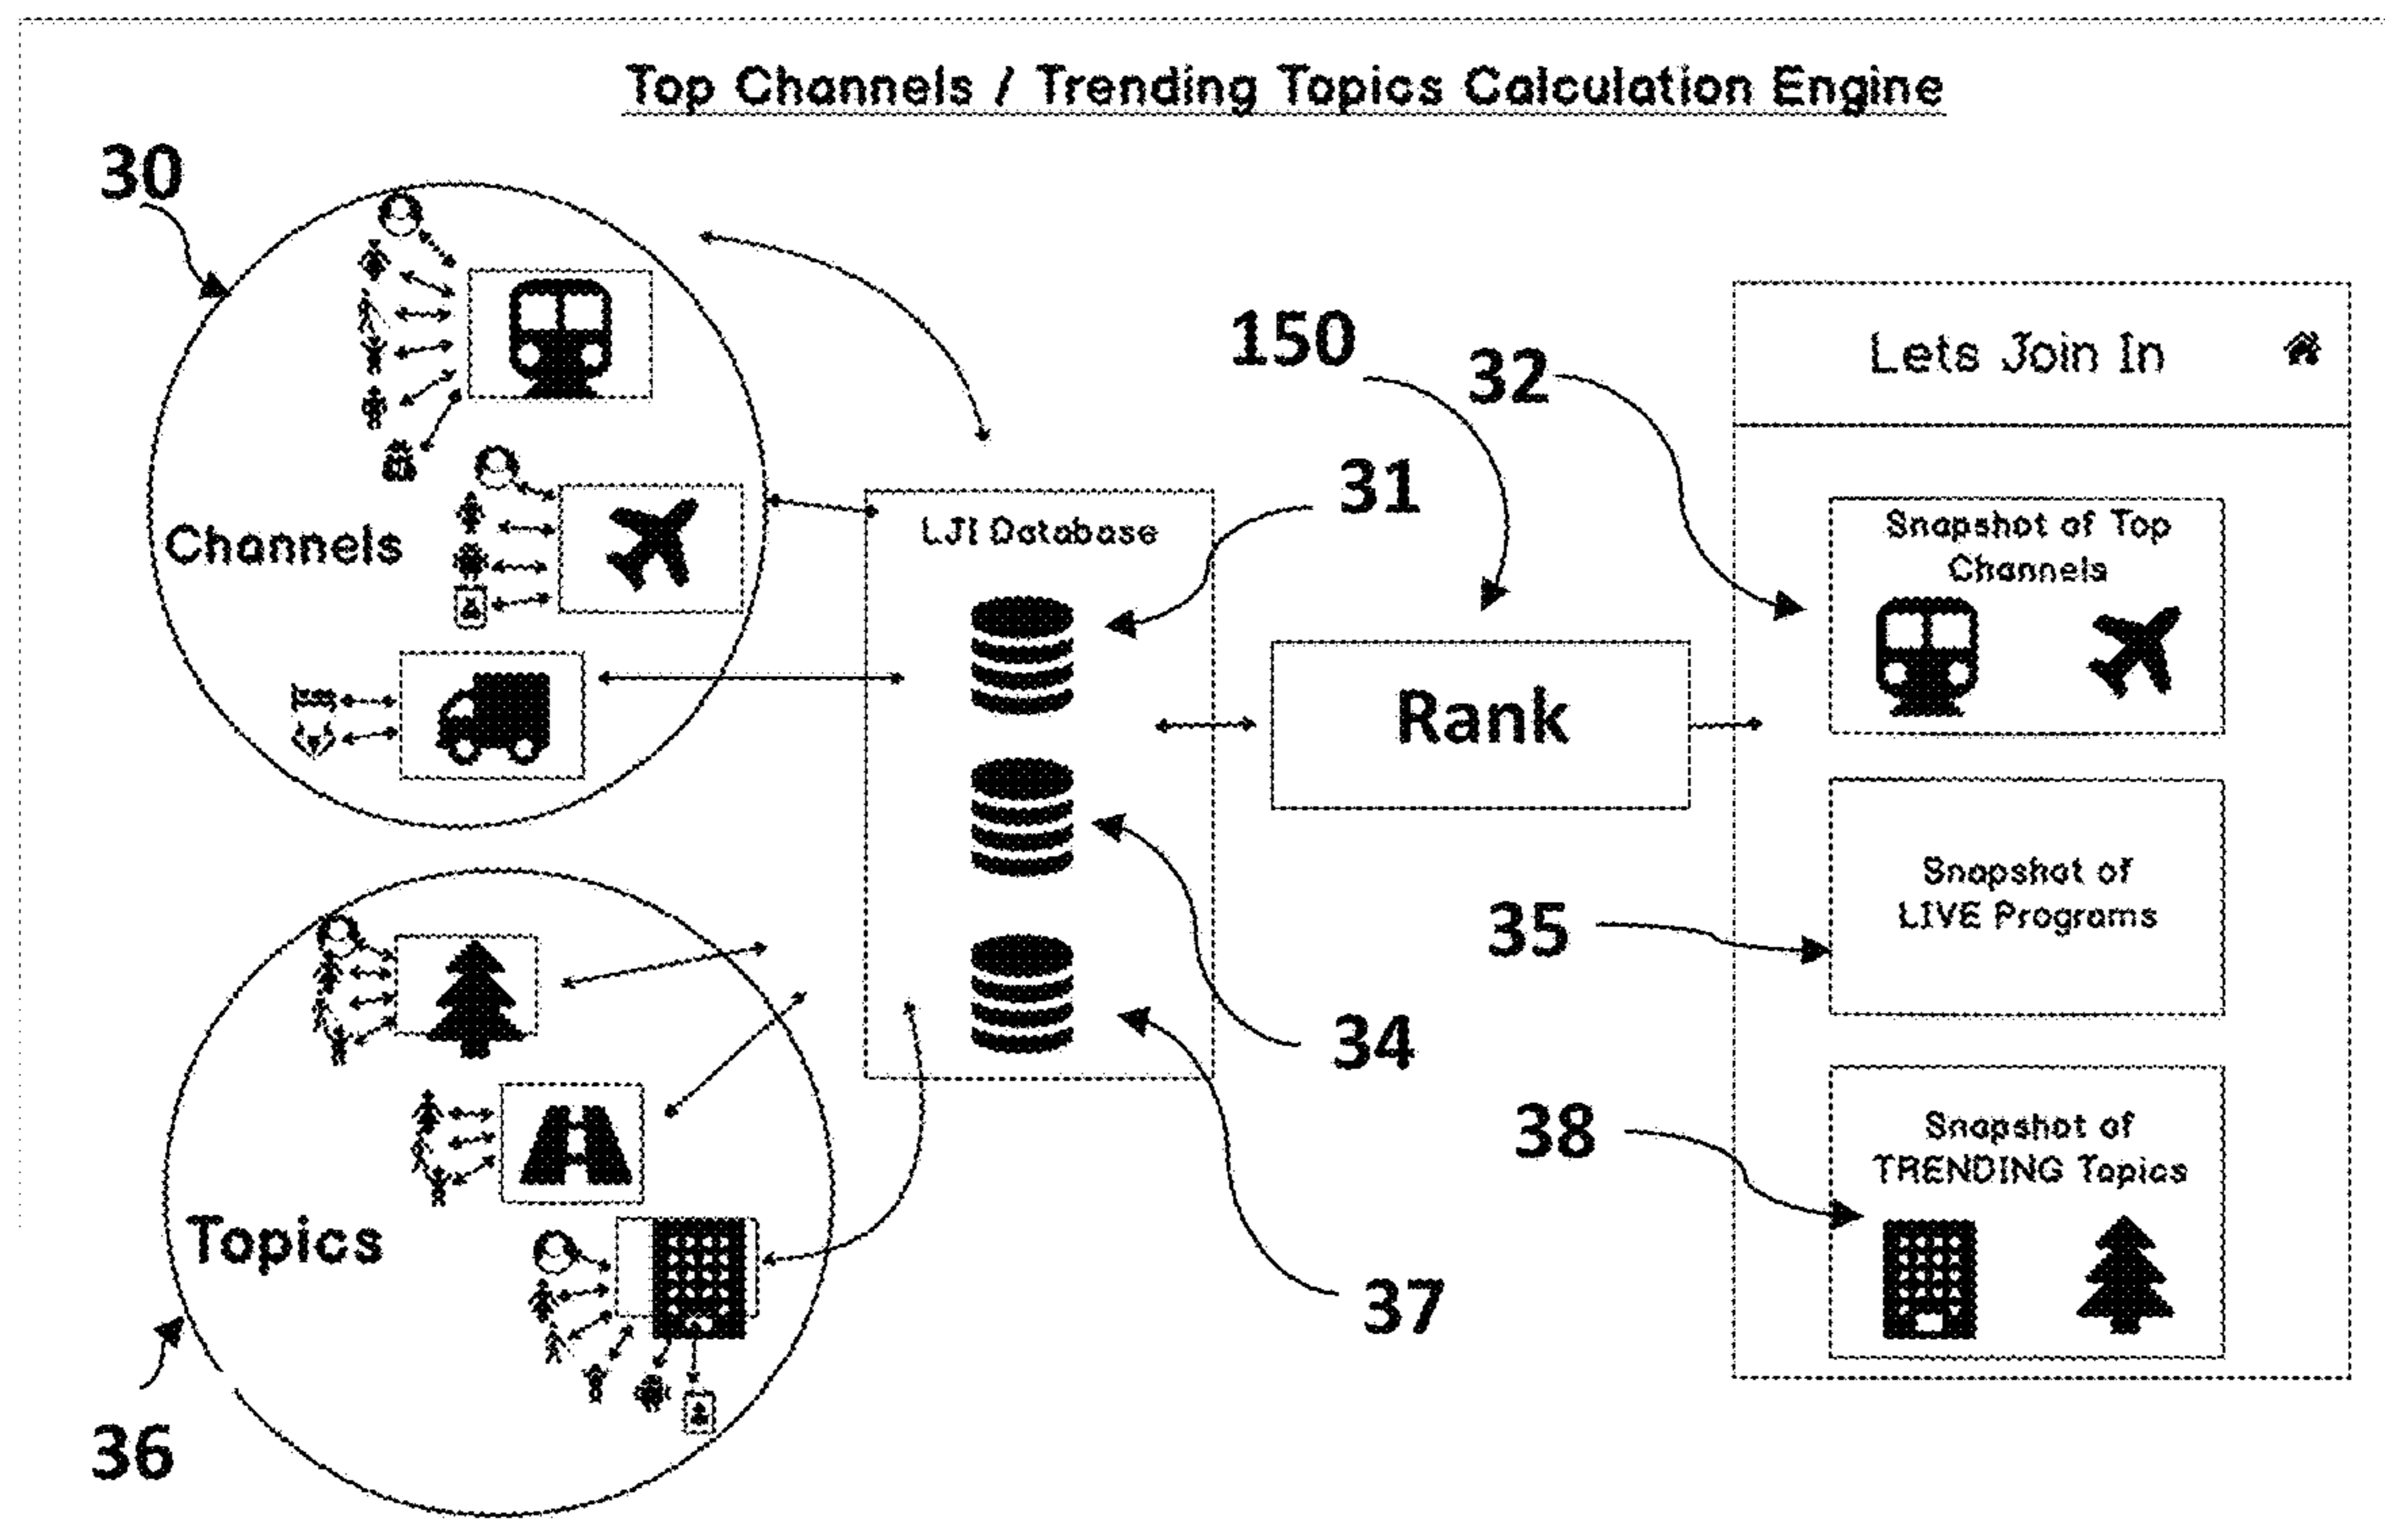 Top Channels / Trending Topics Calculation Engine
30
150
32
Lets Join In
31
LJI Database
Snapshot of Top
Channels
Channels
Rank
Snapshot of
LIVE Programs
35
34
38
Snapshot of
TRENDING Topics
Topics
37
36